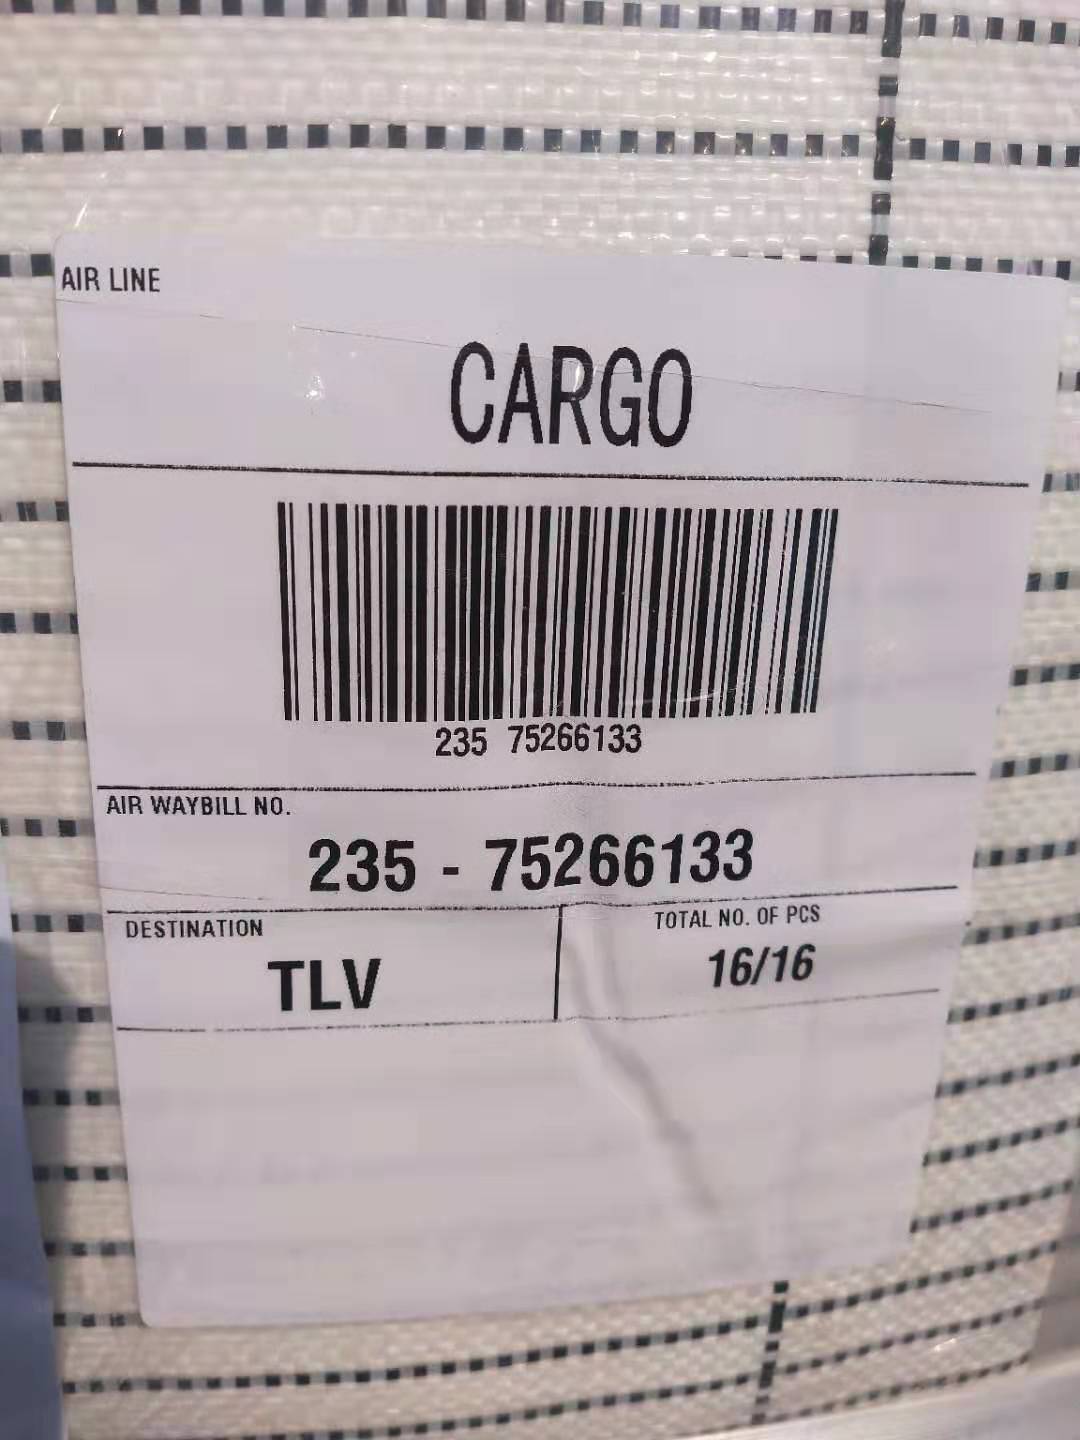 AIR LINE
CARGO
235 75266133
AIR WAYBILL NO.
235 - 75266133
DESTINATION
TLV
TOTAL NO. OF PCS
16/16